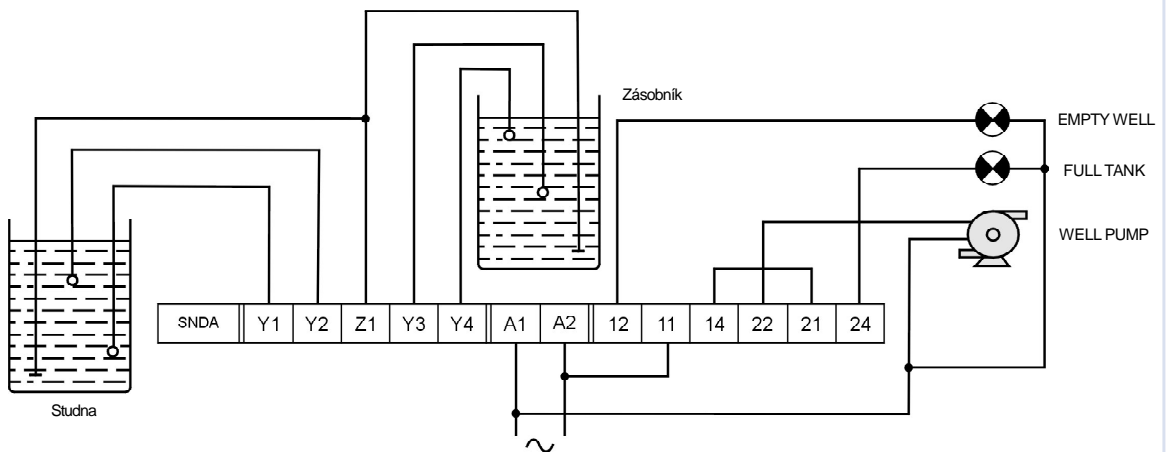 Zásobník
EMPTY WELL
FULL TANK
WELL PUMP
SNDA Y1 Y2 Z1 Y3 Y4 A1 A2 12 11 14 22 21 24
Studna